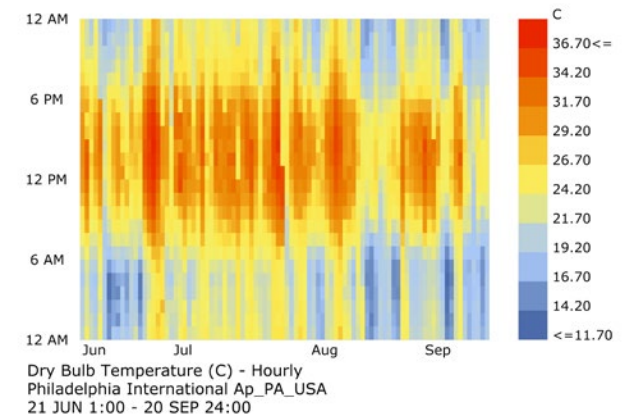 C
12 AM
6 PM
12 PM
6 AM
12 AM
36.70<=
34.20
31.70
29.20
26.70
24.20
21.70
19.20
16.70
14.20
<=11.70
Jun Jul Aug Sep
Dry Bulb Temperature (C) - Hourly
Philadelphia International Ap_PA_USA
21 JUN 1:00 - 20 SEP 24:00